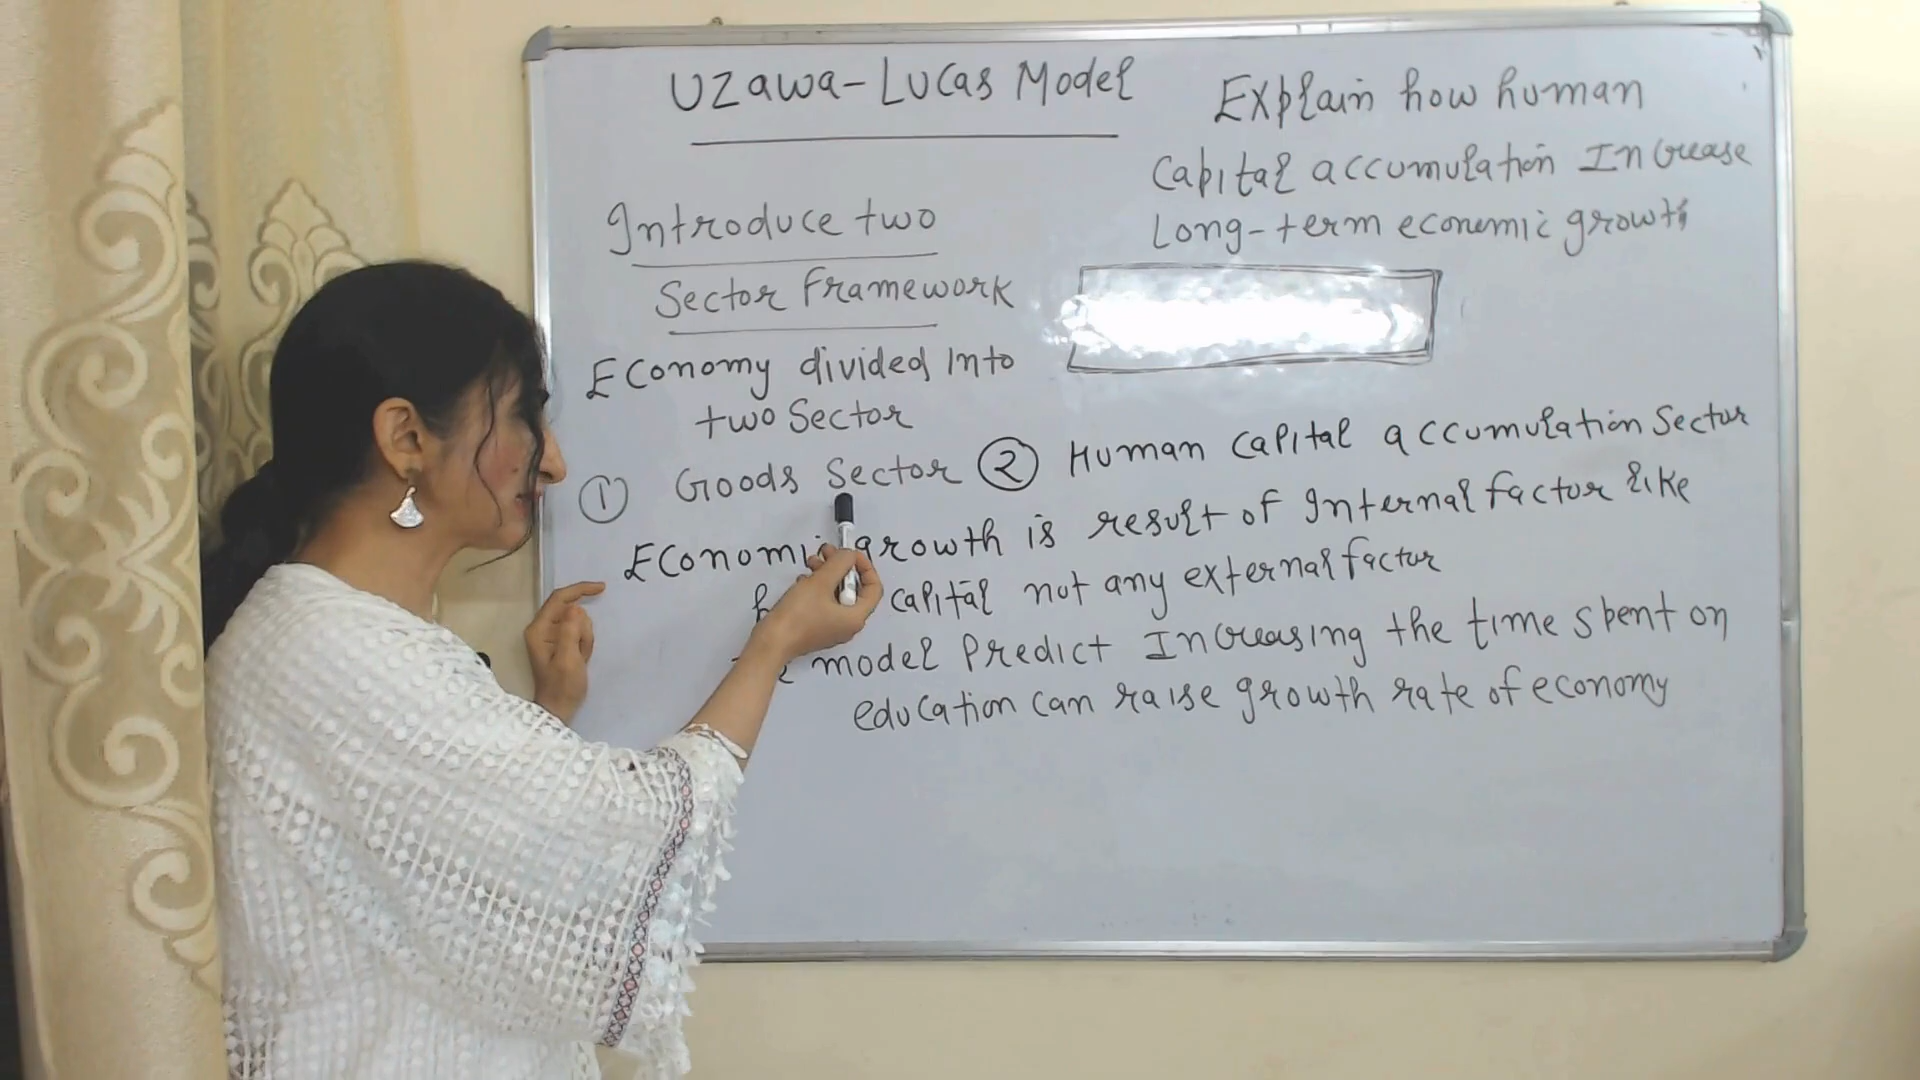 Uzawa-Lucas Model
Explain how human
capital accumulation Increase
Long-term economic growth
Introduce two
Sector Framework
Economy divided Into
two Sector
① Goods Sector ② Human Capital accumulation Sector
Economic growth is result of Internal factor like
capital not any external factor
model Predict Increasing the time spent on
education can raise growth rate of economy